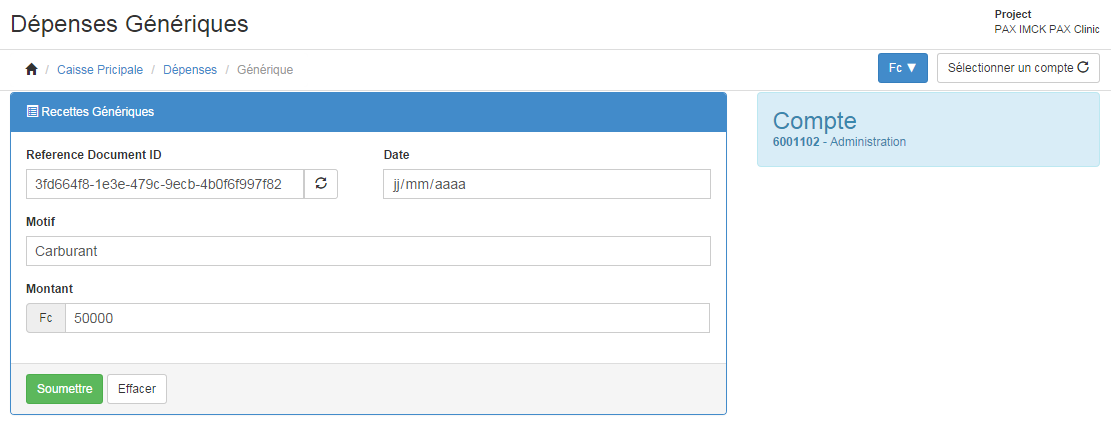 Dépenses Génériques
Project
PAX IMCK PAX Clinic
/ Caisse Pricipale / Dépenses / Générique
Fc ▼
Sélectionner un compte
Recettes Génériques
Compte
6001102 - Administration
Reference Document ID
Date
3fd664f8-1e3e-479c-9ecb-4b0f6f997f82
jj/mm/aaaa
Motif
Carburant
Montant
Fc
50000
Soumettre
Effacer